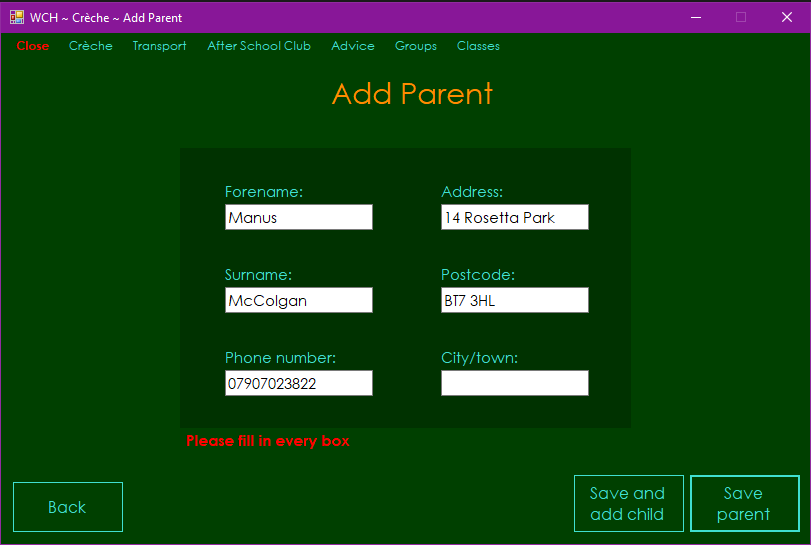 WCH ~ Crèche ~ Add Parent
Close Crèche Transport After School Club Advice Groups Classes
Add Parent
Forename: Address:
Manus 14 Rosetta Park
Surname: Postcode:
McColgan BT7 3HL
Phone number: City/town:
07907023822
Please fill in every box
Back
Save and
add child
Save
parent